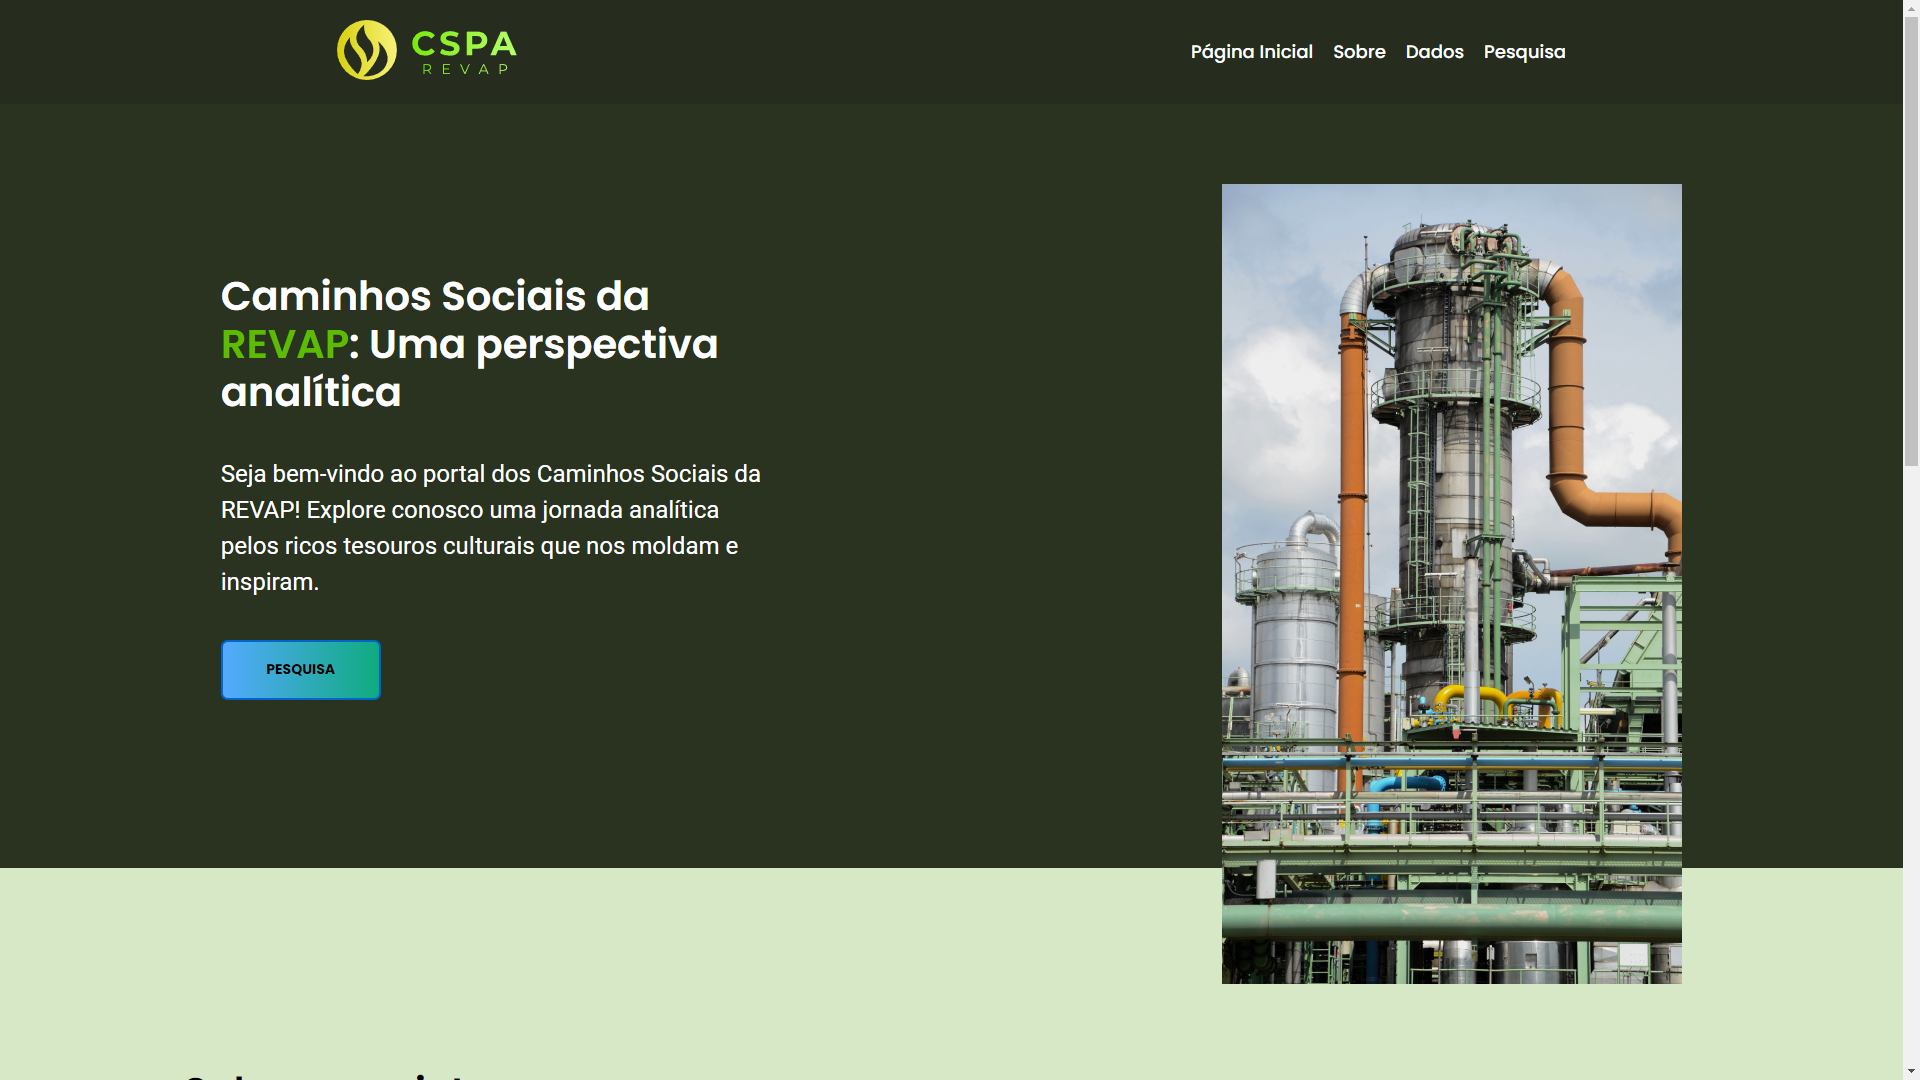 CSPA
REVAP
Página Inicial Sobre Dados Pesquisa
Caminhos Sociais da
REVAP: Uma perspectiva
analítica
Seja bem-vindo ao portal dos Caminhos Sociais da
REVAP! Explore conosco uma jornada analítica
pelos ricos tesouros culturais que nos moldam e
inspiram.
PESQUISA